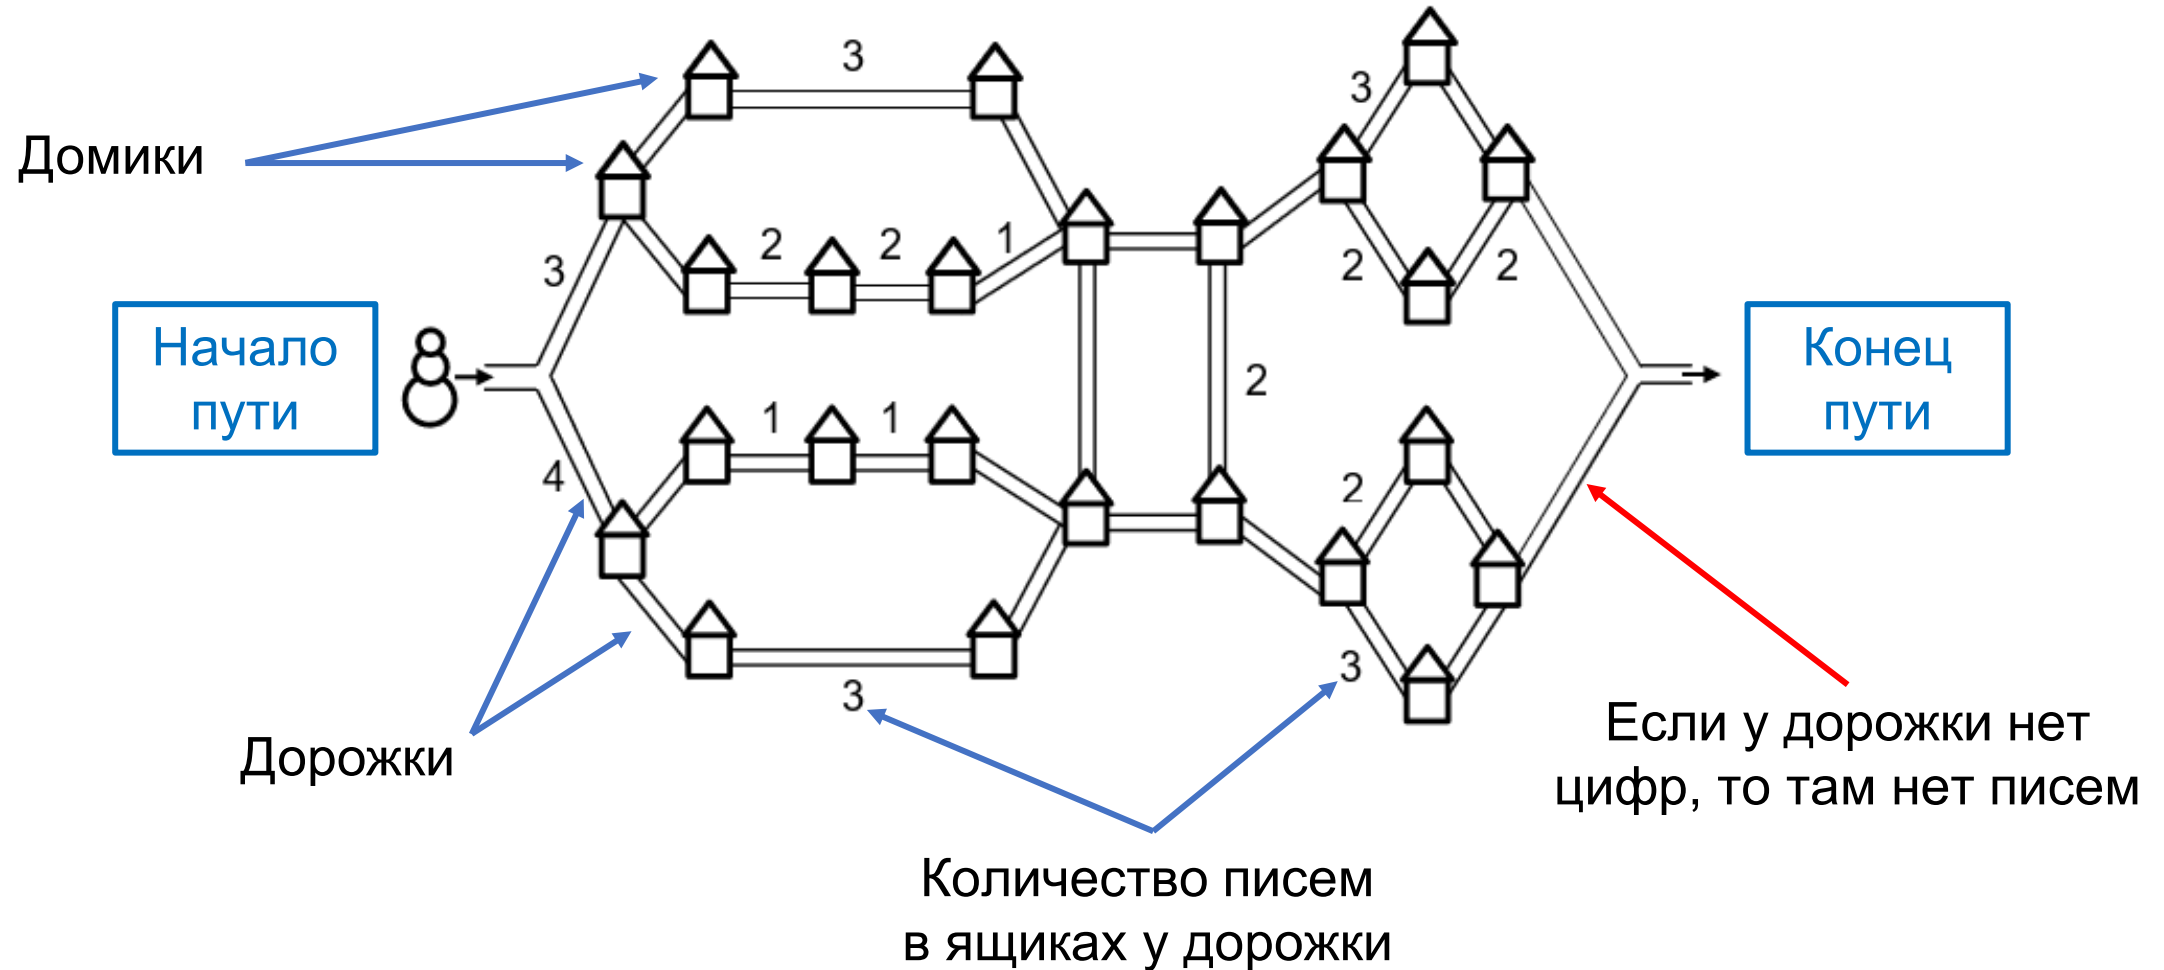 3
3
Домики
2
2
1
3
2
2
Начало
пути
Конец
пути
2
1
1
4
2
3
3
Дорожки
Если у дорожки нет
цифр, то там нет писем
Количество писем
в ящиках у дорожки